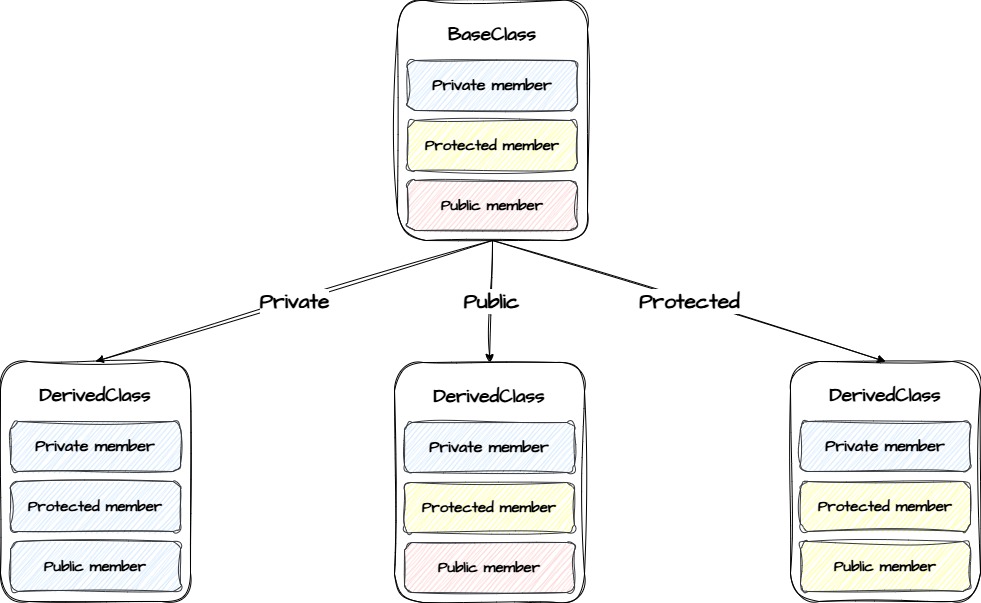 BaseClass
Private member
Protected member
Public member
Private
Public
Protected
DerivedClass
Private member
Protected member
Public member
DerivedClass
Private member
Protected member
Public member
DerivedClass
Private member
Protected member
Public member